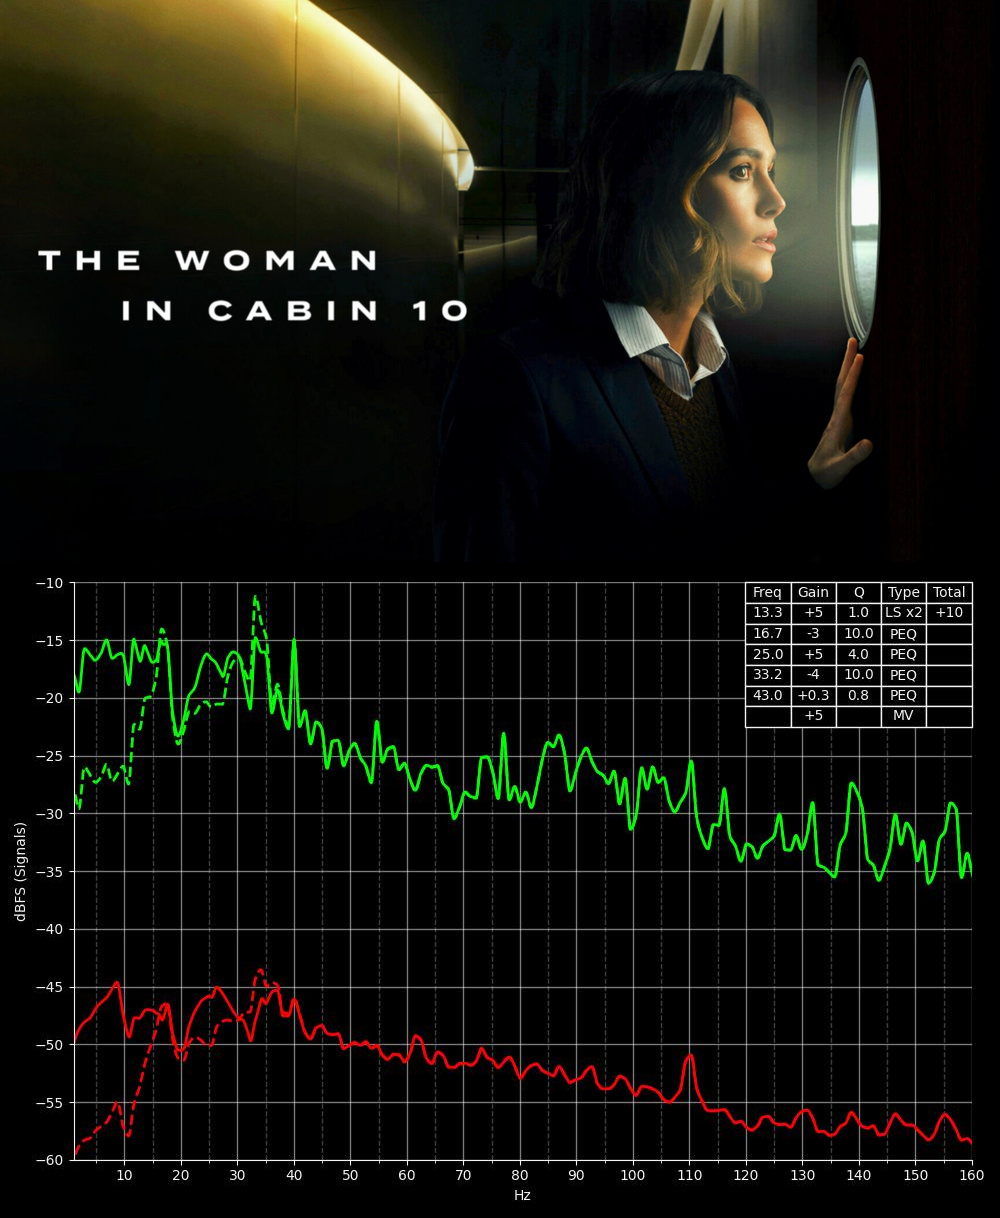 THE WOMAN
IN CABIN 10
Freq Gain Q Type Total
13.3 +5 1.0 LS x2 +10
16.7 -3 10.0 PEQ
25.0 +5 4.0 PEQ
33.2 -4 10.0 PEQ
43.0 +0.3 0.8 PEQ
+5 MV
−10
−15
−20
−25
−30
−35
−40
−45
−50
−55
−60
dBFS (Signals)
10 20 30 40 50 60 70 80 90 100 110 120 130 140 150 160
Hz